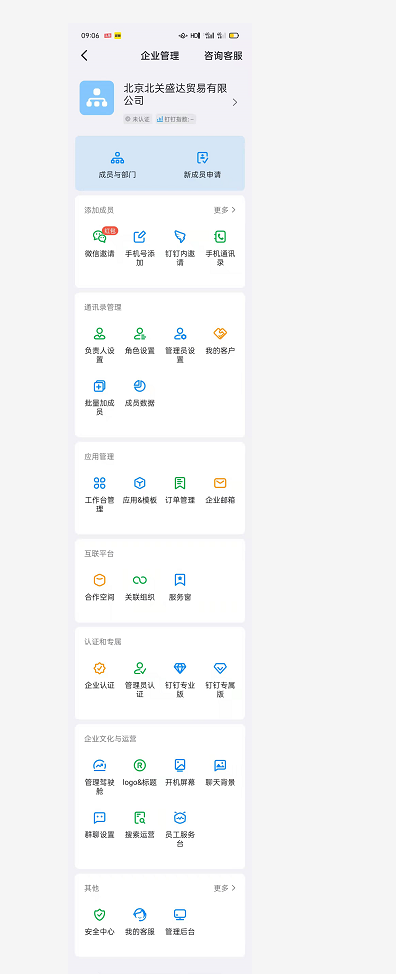 09:06
企业管理
咨询客服
北京北关盛达贸易有限
公司
未认证
钉钉指数: -
成员与部门
新成员申请
添加成员
更多
红包
微信邀请
手机号添
加
钉钉内邀
请
手机通讯
录
通讯录管理
负责人设
置
角色设置
管理员设
置
我的客户
批量加成
员
成员数据
应用管理
工作台管
理
应用&模板
订单管理
企业邮箱
互联平台
合作空间
关联组织
服务窗
认证和专属
企业认证
管理员认
证
钉钉专业
版
钉钉专属
版
企业文化与运营
管理驾驶
舱
logo&标题
开机屏幕
聊天背景
群聊设置
搜索运营
员工服务
台
其他
更多
安全中心
我的客服
管理后台